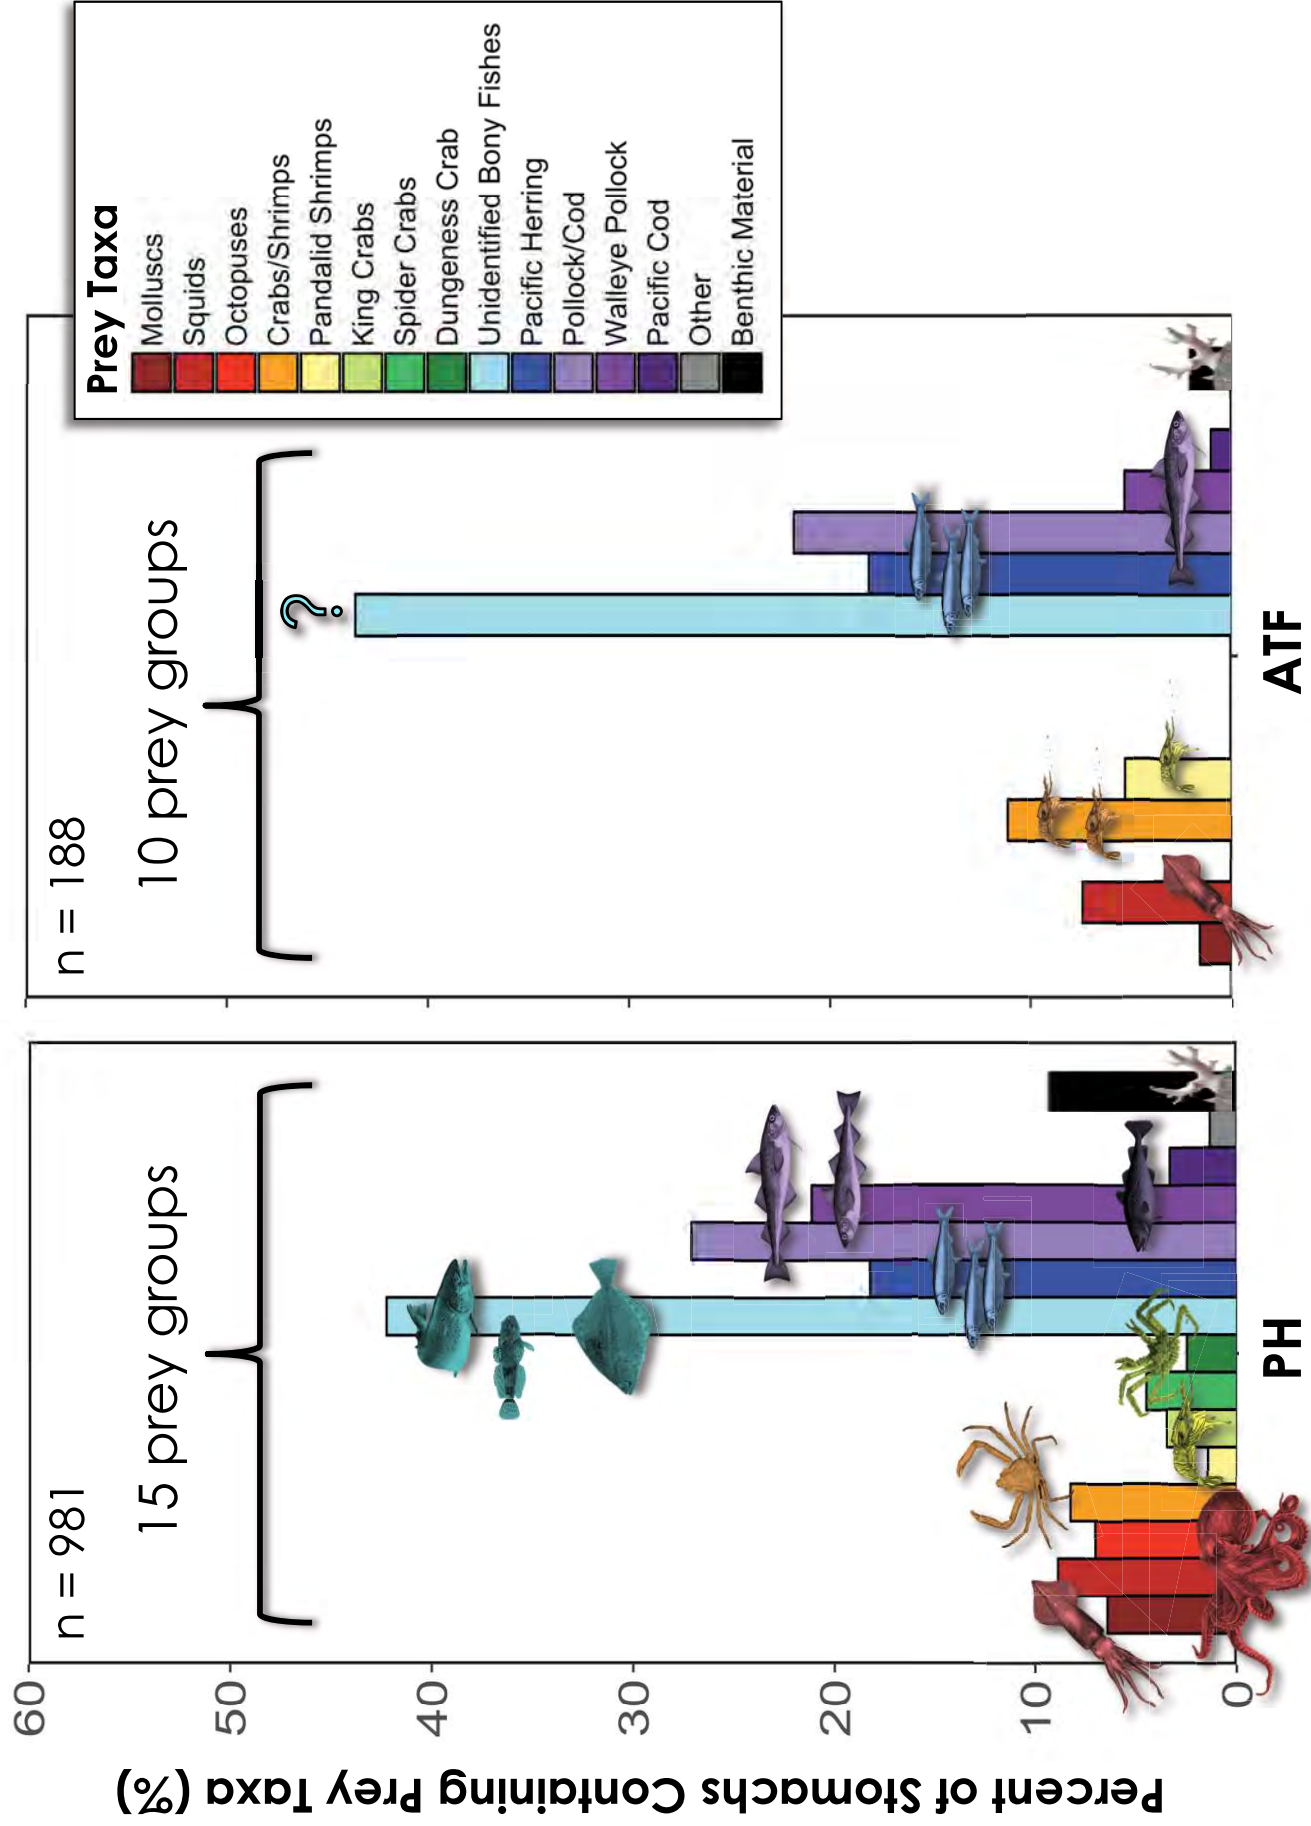 Percent of Stomachs Containing Prey Taxa (%)
60
50
40
30
20
10
0
n = 981
15 prey groups
PH
n = 188
10 prey groups
?
ATF
Prey Taxa
Molluscs
Squids
Octopuses
Crabs/Shrimps
Pandalid Shrimps
King Crabs
Spider Crabs
Dungeness Crab
Unidentified Bony Fishes
Pacific Herring
Pollock/Cod
Walleye Pollock
Pacific Cod
Other
Benthic Material